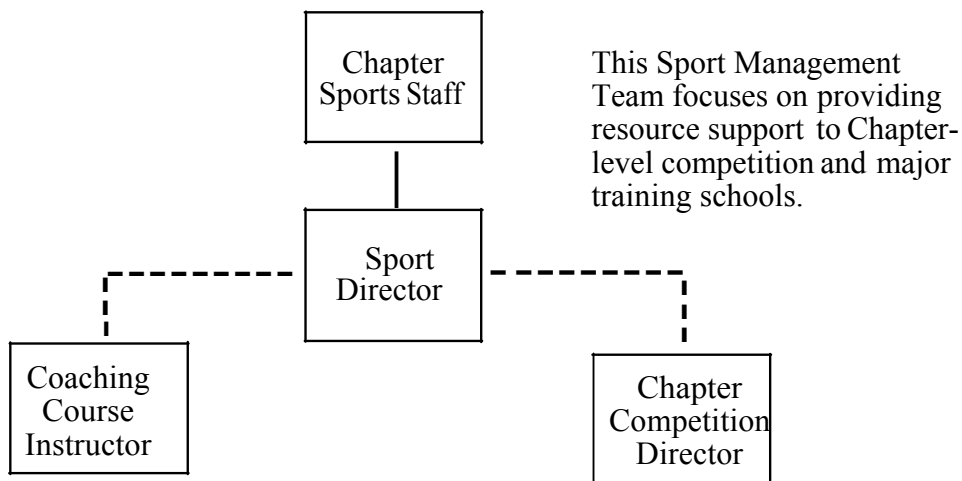 Chapter
Sports Staff
This Sport Management
Team focuses on providing
resource support to Chapter-
level competition and major
training schools.
Sport
Director
Coaching
Course
Instructor
Chapter
Competition
Director